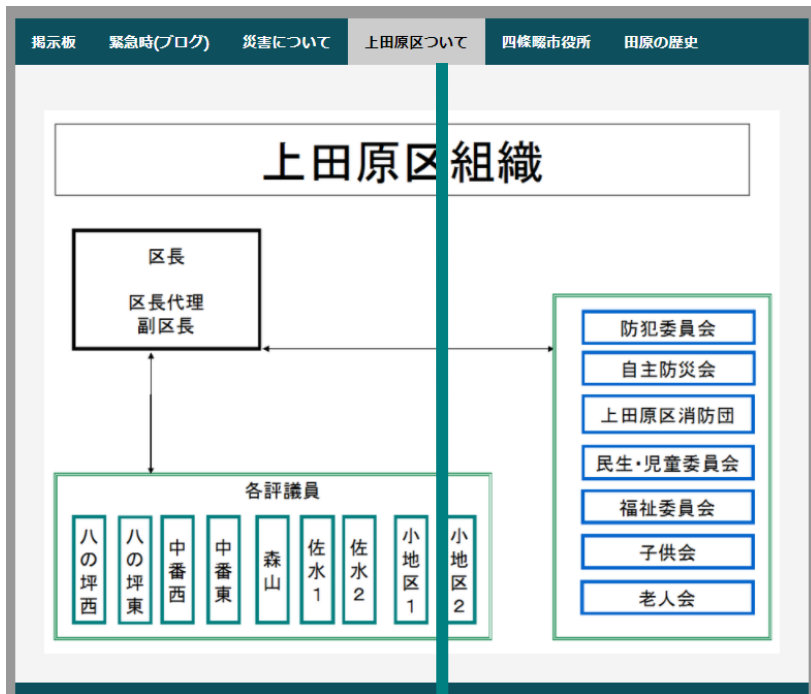 掲示板
緊急時(ブログ)
災害について
上田原区ついて
四條畷市役所
田原の歴史
上田原区組織
区長
区長代理
副区長
防犯委員会
自主防災会
上田原区消防団
民生・児童委員会
福祉委員会
子供会
老人会
各評議員
八の坪西
八の坪東
中番西
中番東
森山
佐水1
佐水2
小地区1
小地区2